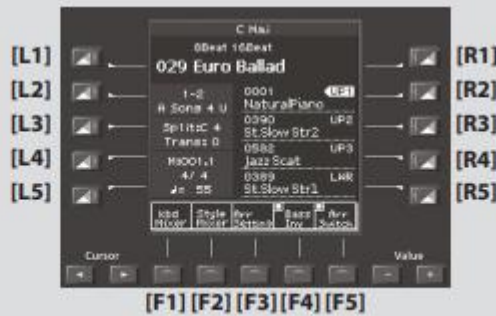 C Maj
8Beat 16Beat
029 Euro Ballad
[L1]
[R1]
[L2]
1-2
A Song 4 U
0001 UP1
NaturalPiano
[R2]
[L3]
Split:C 4
Trans: 0
0390 UP2
St.Slow Str2
[R3]
[L4]
M:001.1
4/ 4
0582 UP3
Jazz Scat
[R4]
[L5]
♩= 55
0389 LWR
St.Slow Str1
[R5]
Kbd Mixer
Style Mixer
Arr Setting
Bass Inv
Arr Switch
Cursor
Value
- +
[F1] [F2] [F3] [F4] [F5]